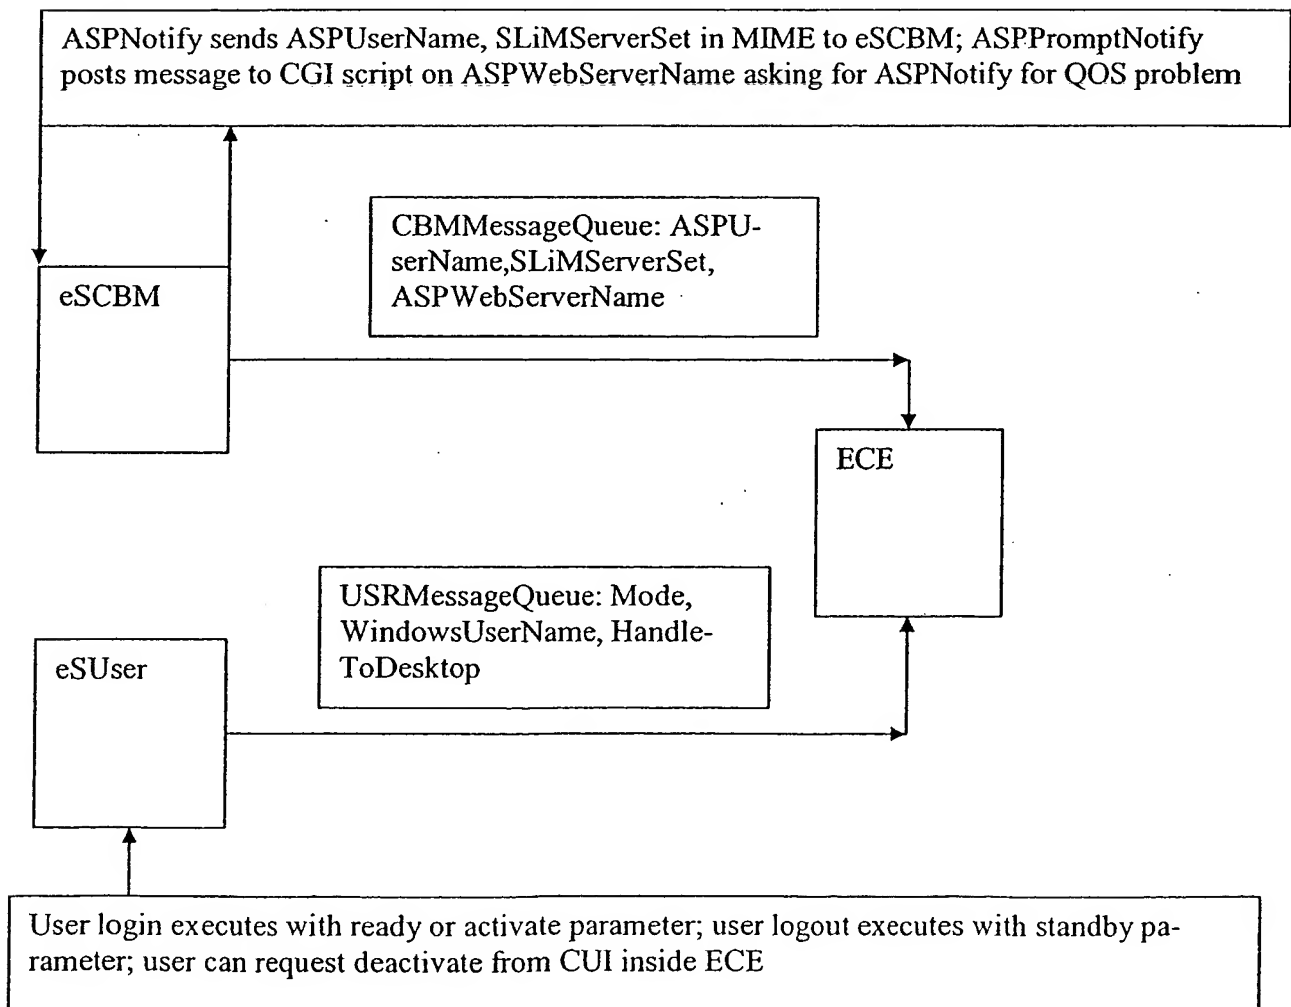 ASPNotify sends ASPUserName, SLiMServerSet in MIME to eSCBM; ASPPromptNotify
posts message to CGI script on ASPWebServerName asking for ASPNotify for QOS problem
CBMMessageQueue: ASPU-
serName,SLiMServerSet,
ASPWebServerName
eSCBM
ECE
USRMessageQueue: Mode,
WindowsUserName, Handle-
ToDesktop
eSUser
User login executes with ready or activate parameter; user logout executes with standby pa-
rameter; user can request deactivate from CUI inside ECE